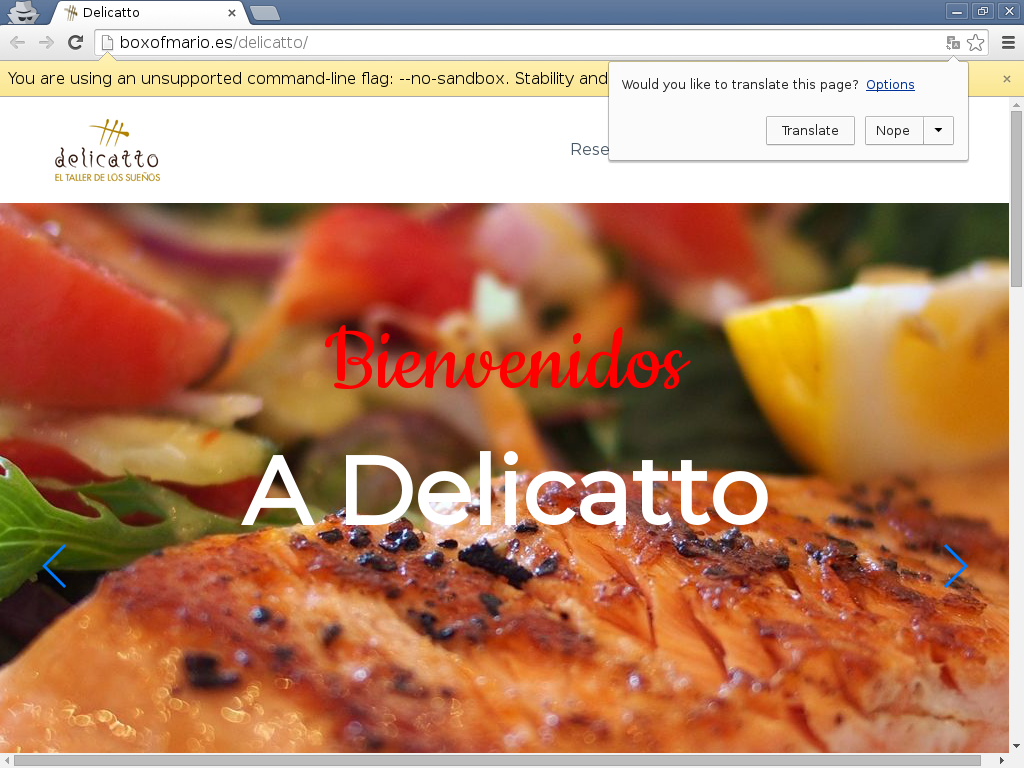 Delicatto
boxofmario.es/delicatto/
You are using an unsupported command-line flag: --no-sandbox. Stability and
Would you like to translate this page? Options
Translate
Nope
delicatto
EL TALLER DE LOS SUEÑOS
Rese
Bienvenidos
A Delicatto